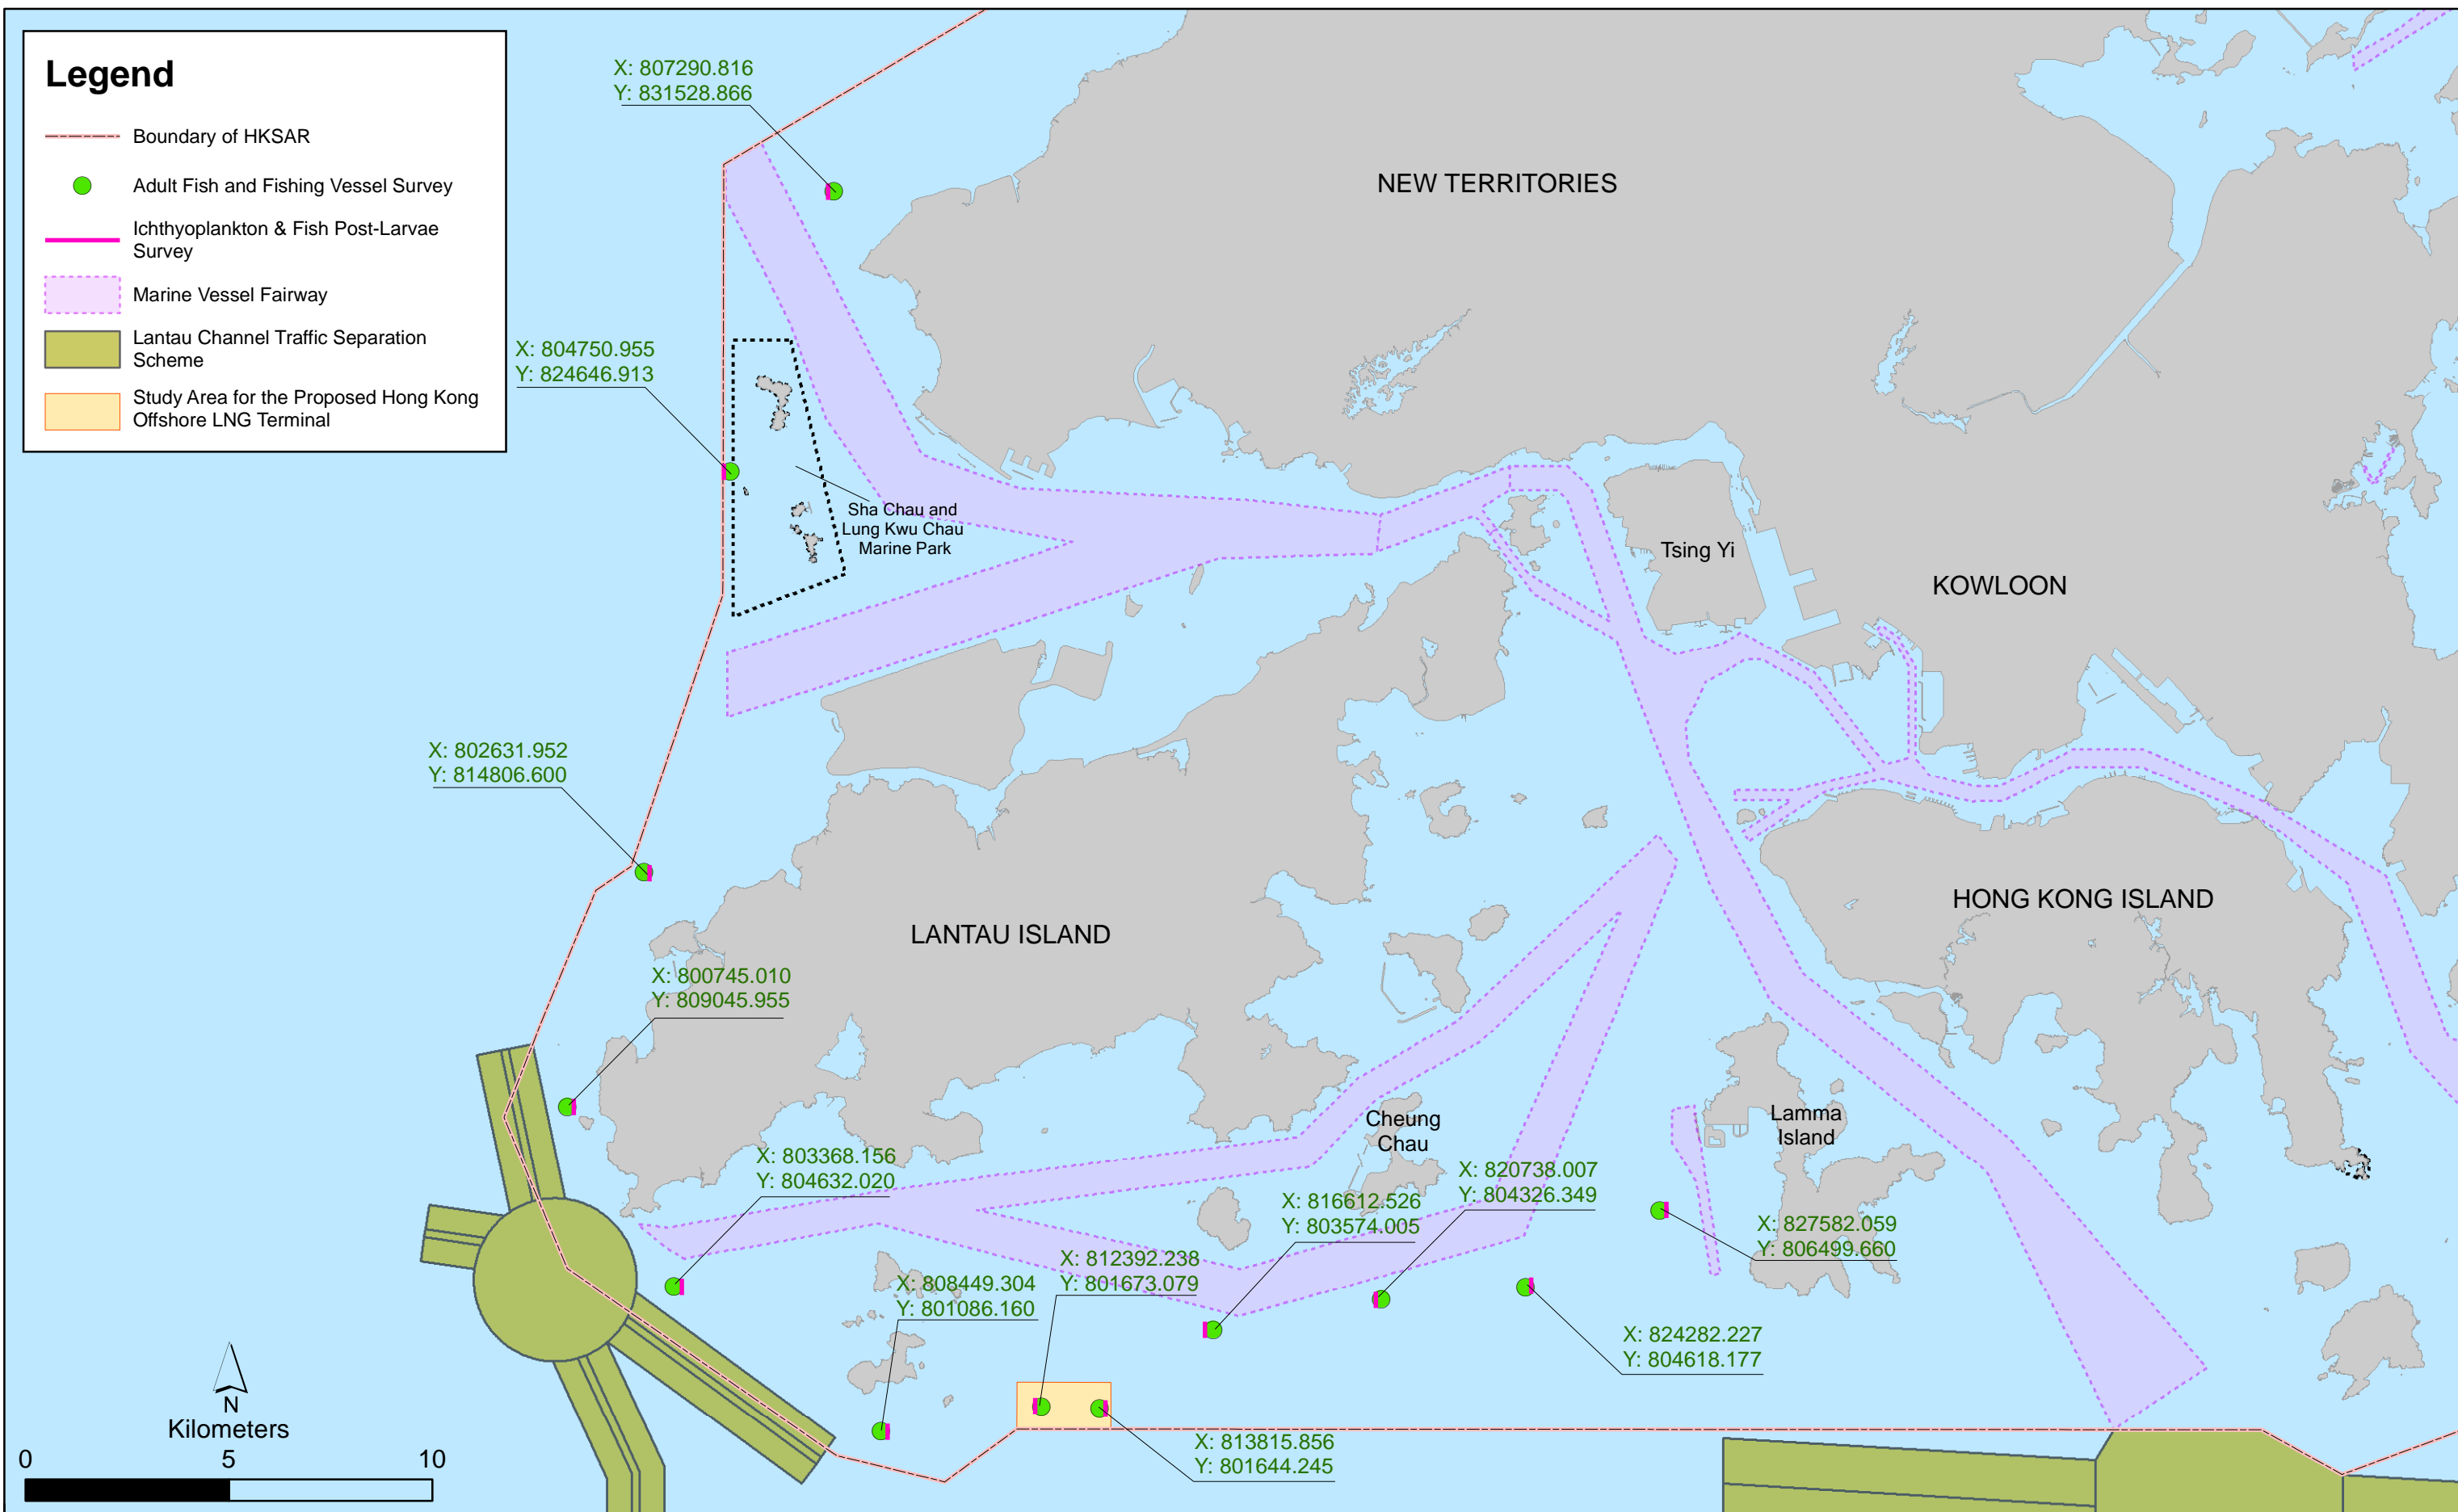 Legend
Boundary of HKSAR
Adult Fish and Fishing Vessel Survey
Ichthyoplankton & Fish Post-Larvae
Survey
Marine Vessel Fairway
Lantau Channel Traffic Separation
Scheme
Study Area for the Proposed Hong Kong
Offshore LNG Terminal
X: 807290.816
Y: 831528.866
NEW TERRITORIES
X: 804750.955
Y: 824646.913
Sha Chau and
Lung Kwu Chau
Marine Park
Tsing Yi
KOWLOON
X: 802631.952
Y: 814806.600
HONG KONG ISLAND
LANTAU ISLAND
X: 800745.010
Y: 809045.955
Cheung
Chau
Lamma
Island
X: 803368.156
Y: 804632.020
X: 820738.007
Y: 804326.349
X: 816612.526
Y: 803574.005
X: 827582.059
Y: 806499.660
X: 812392.238
Y: 801673.079
X: 808449.304
Y: 801086.160
X: 824282.227
Y: 804618.177
X: 813815.856
Y: 801644.245
N
Kilometers
0 5 10